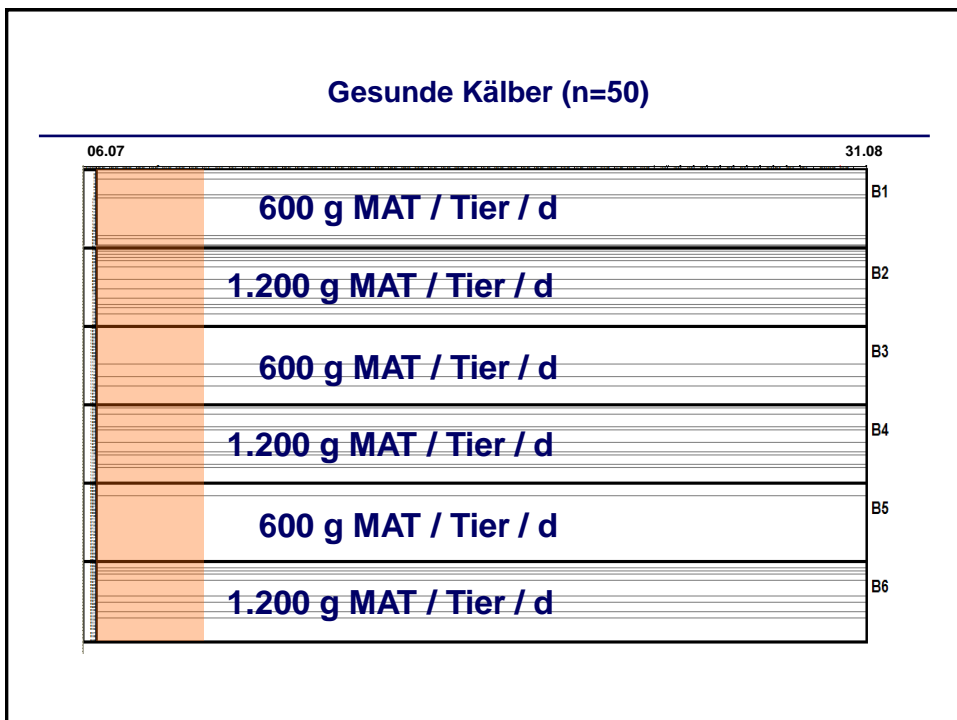 Gesunde Kälber (n=50)
06.07 31.08
600 g MAT / Tier / d B1
1.200 g MAT / Tier / d B2
600 g MAT / Tier / d B3
1.200 g MAT / Tier / d B4
600 g MAT / Tier / d B5
1.200 g MAT / Tier / d B6